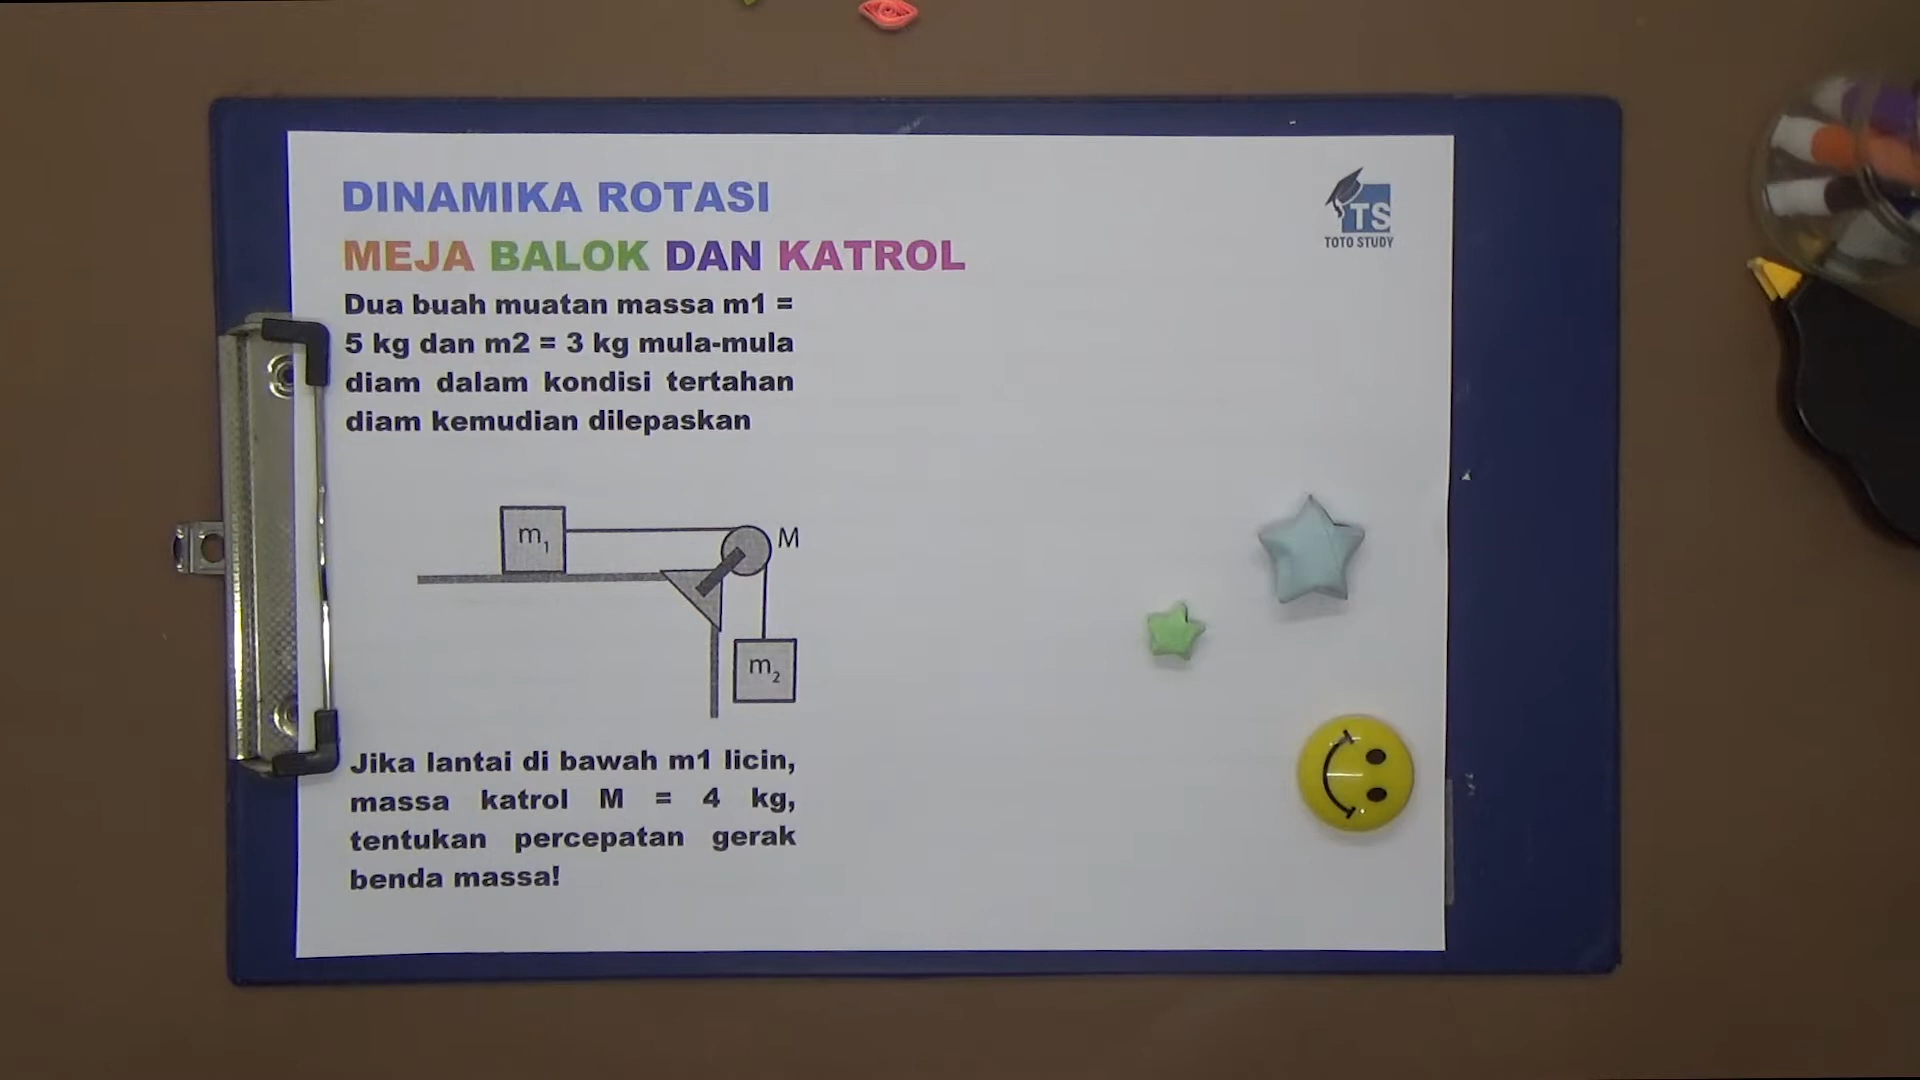 DINAMIKA ROTASI
MEJA BALOK DAN KATROL
TS
TOTO STUDY
Dua buah muatan massa m1 =
5 kg dan m2 = 3 kg mula-mula
diam dalam kondisi tertahan
diam kemudian dilepaskan
m₁
M
m₂
Jika lantai di bawah m1 licin,
massa katrol M = 4 kg,
tentukan percepatan gerak
benda massa!